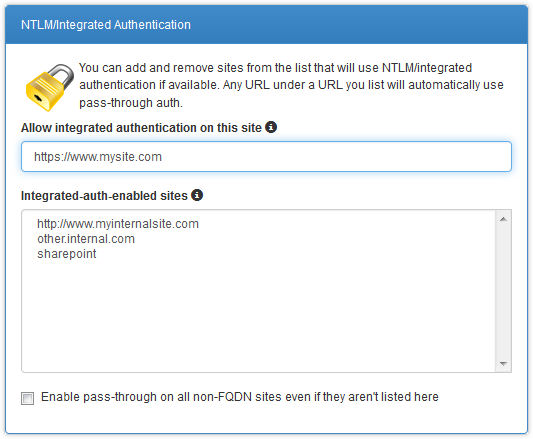 NTLM/Integrated Authentication
You can add and remove sites from the list that will use NTLM/integrated
authentication if available. Any URL under a URL you list will automatically use
pass-through auth.
Allow integrated authentication on this site
https://www.mysite.com
Integrated-auth-enabled sites
http://www.myinternalsite.com
other.internal.com
sharepoint
Enable pass-through on all non-FQDN sites even if they aren't listed here